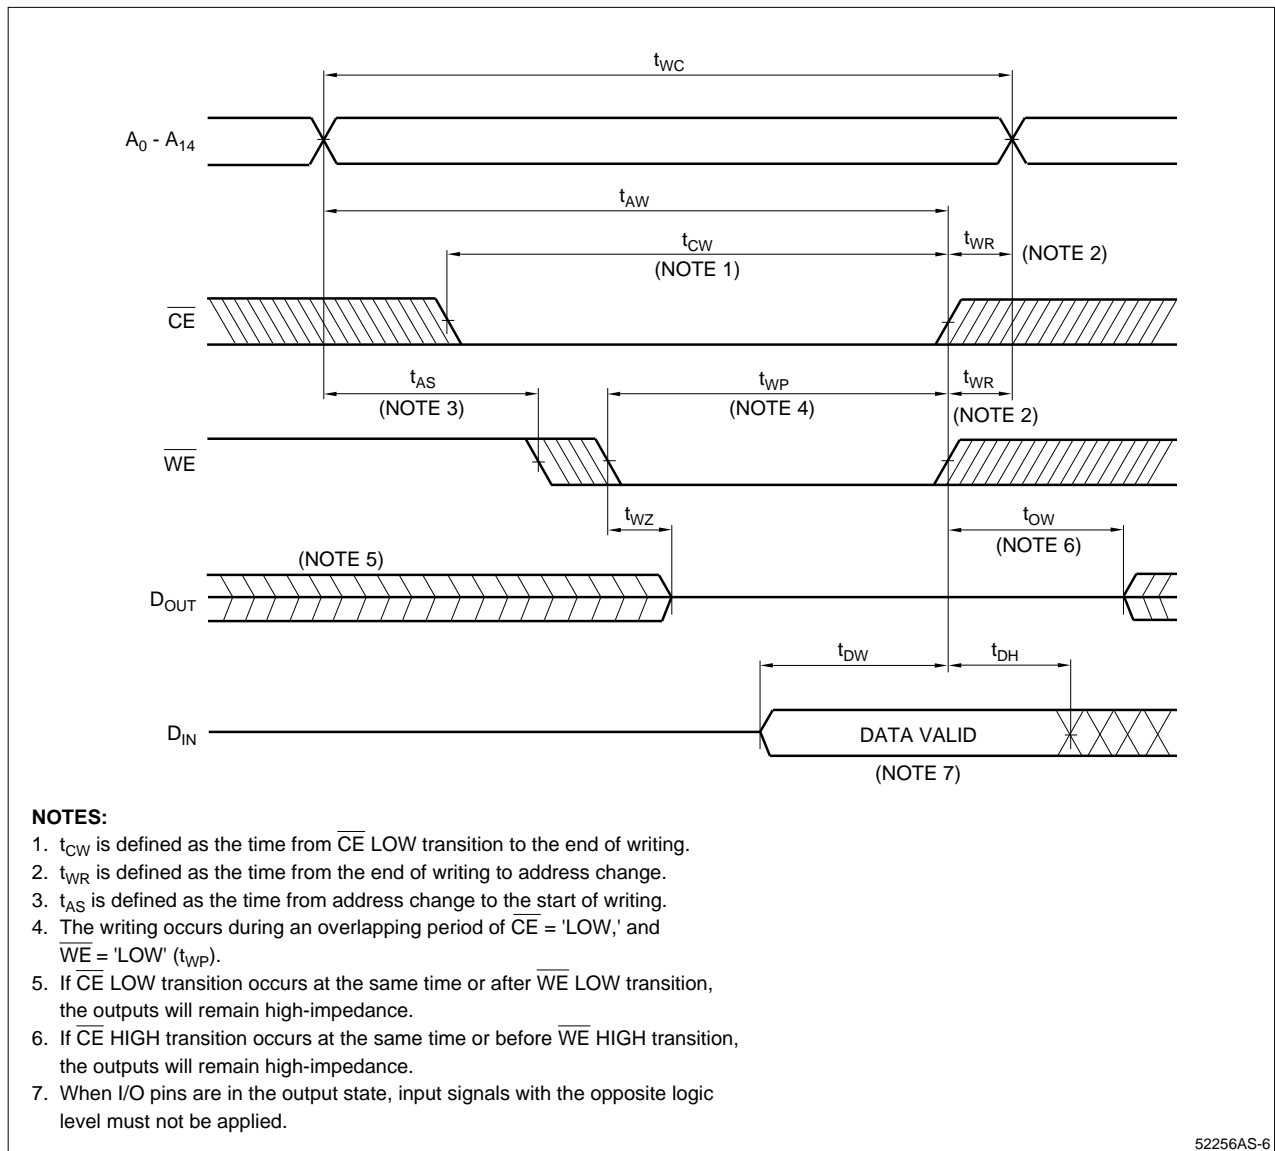 tWC
A0 - A14
tAW
tCW
(NOTE 1)
tWR
(NOTE 2)
CE
tAS
(NOTE 3)
tWP
(NOTE 4)
tWR
(NOTE 2)
WE
tWZ
tOW
(NOTE 6)
(NOTE 5)
DOUT
tDW
tDH
DIN
DATA VALID
(NOTE 7)
NOTES:
1. tCW is defined as the time from CE LOW transition to the end of writing.
2. tWR is defined as the time from the end of writing to address change.
3. tAS is defined as the time from address change to the start of writing.
4. The writing occurs during an overlapping period of CE = 'LOW,' and
WE = 'LOW' (tWP).
5. If CE LOW transition occurs at the same time or after WE LOW transition,
the outputs will remain high-impedance.
6. If CE HIGH transition occurs at the same time or before WE HIGH transition,
the outputs will remain high-impedance.
7. When I/O pins are in the output state, input signals with the opposite logic
level must not be applied.
52256AS-6